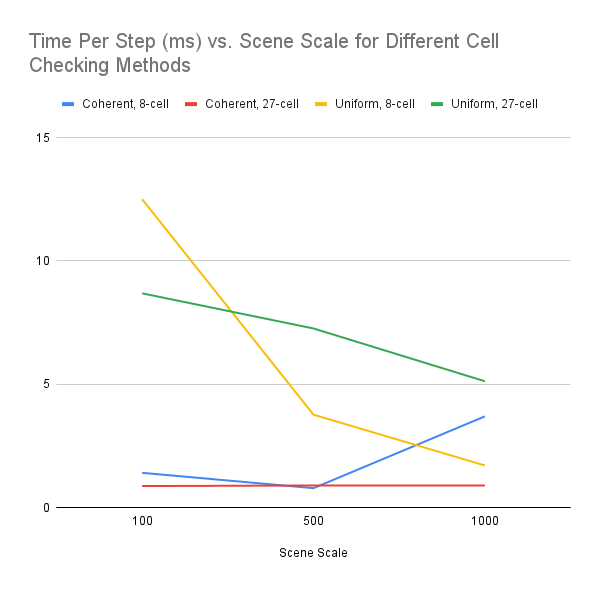 Time Per Step (ms) vs. Scene Scale for Different Cell
Checking Methods
Coherent, 8-cell Coherent, 27-cell Uniform, 8-cell Uniform, 27-cell
15
10
5
0
100 500 1000
Scene Scale